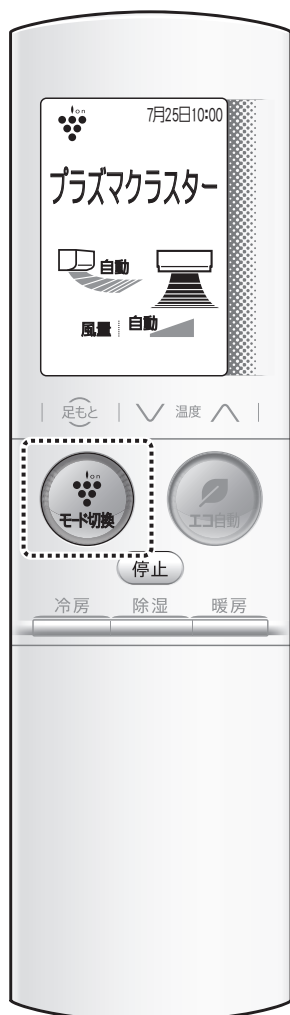 ion
7月25日10:00
プラズマクラスター
自動
風量 自動
足もと 温度
ion
モード切換 エコ自動
停止
冷房 除湿 暖房